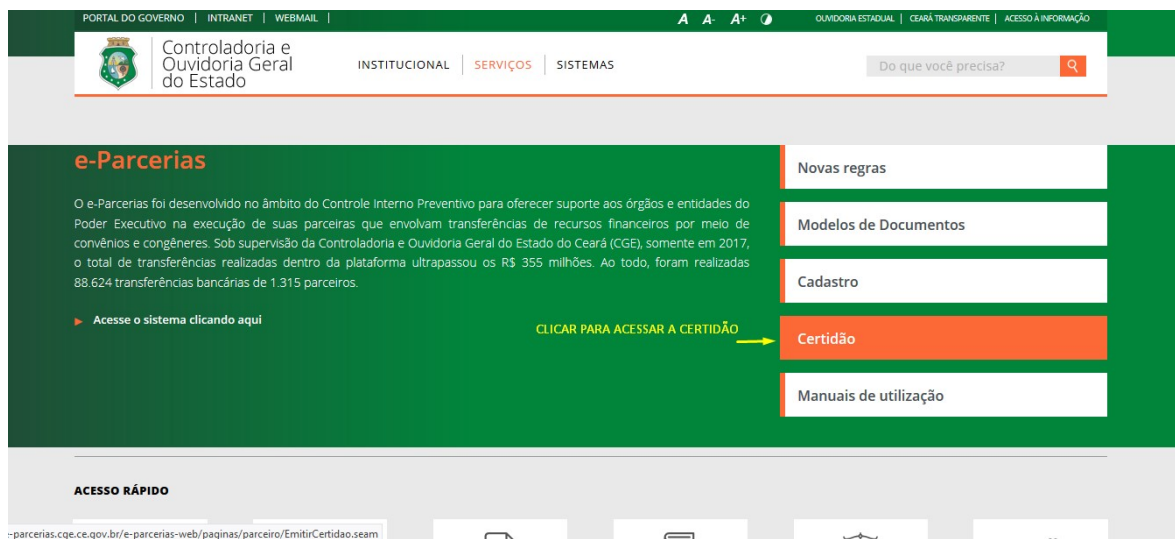 PORTAL DO GOVERNO | INTRANET | WEBMAIL |
A A- A+
OUVIDORIA ESTADUAL | CEARÁ TRANSPARENTE | ACESSO À INFORMAÇÃO
Controladoria e
Ouvidoria Geral
do Estado
INSTITUCIONAL | SERVIÇOS | SISTEMAS
Do que você precisa?
e-Parcerias
O e-Parcerias foi desenvolvido no âmbito do Controle Interno Preventivo para oferecer suporte aos órgãos e entidades do
Poder Executivo na execução de suas parceiras que envolvam transferências de recursos financeiros por meio de
convênios e congêneres. Sob supervisão da Controladoria e Ouvidoria Geral do Estado do Ceará (CGE), somente em 2017,
o total de transferências realizadas dentro da plataforma ultrapassou os R$ 355 milhões. Ao todo, foram realizadas
88.624 transferências bancárias de 1.315 parceiros.
Acesse o sistema clicando aqui
CLICAR PARA ACESSAR A CERTIDÃO
Novas regras
Modelos de Documentos
Cadastro
Certidão
Manuais de utilização
ACESSO RÁPIDO
-parcerias.cge.ce.gov.br/e-parcerias-web/paginas/parceiro/EmitirCertidao.seam